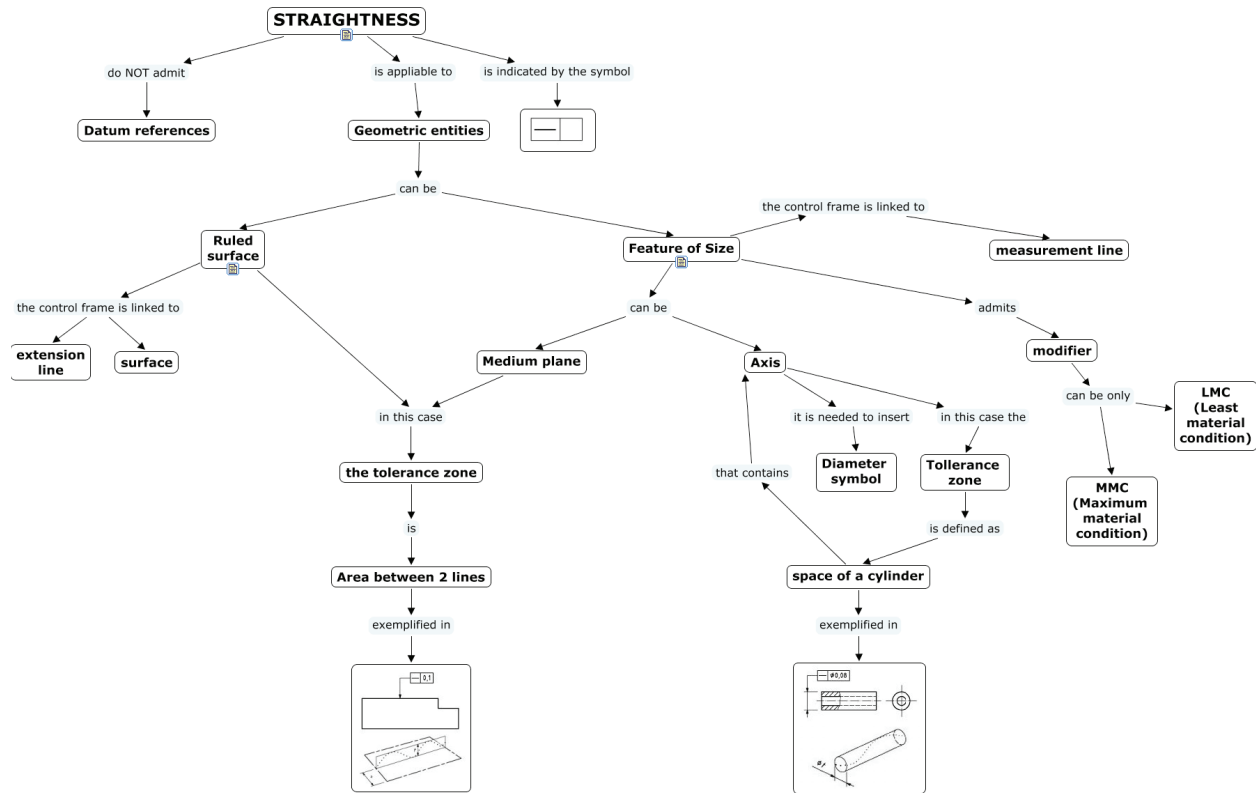 STRAIGHTNESS
do NOT admit
is appliable to
is indicated by the symbol
Datum references
Geometric entities
can be
the control frame is linked to
Ruled
surface
Feature of Size
measurement line
the control frame is linked to
can be
admits
extension
line
surface
Medium plane
Axis
modifier
in this case
it is needed to insert
in this case the
can be only
LMC
(Least
material
condition)
the tolerance zone
that contains
Diameter
symbol
Tollerance
zone
MMC
(Maximum
material
condition)
is
is defined as
Area between 2 lines
space of a cylinder
exemplified in
exemplified in
0,1
Ø0,08